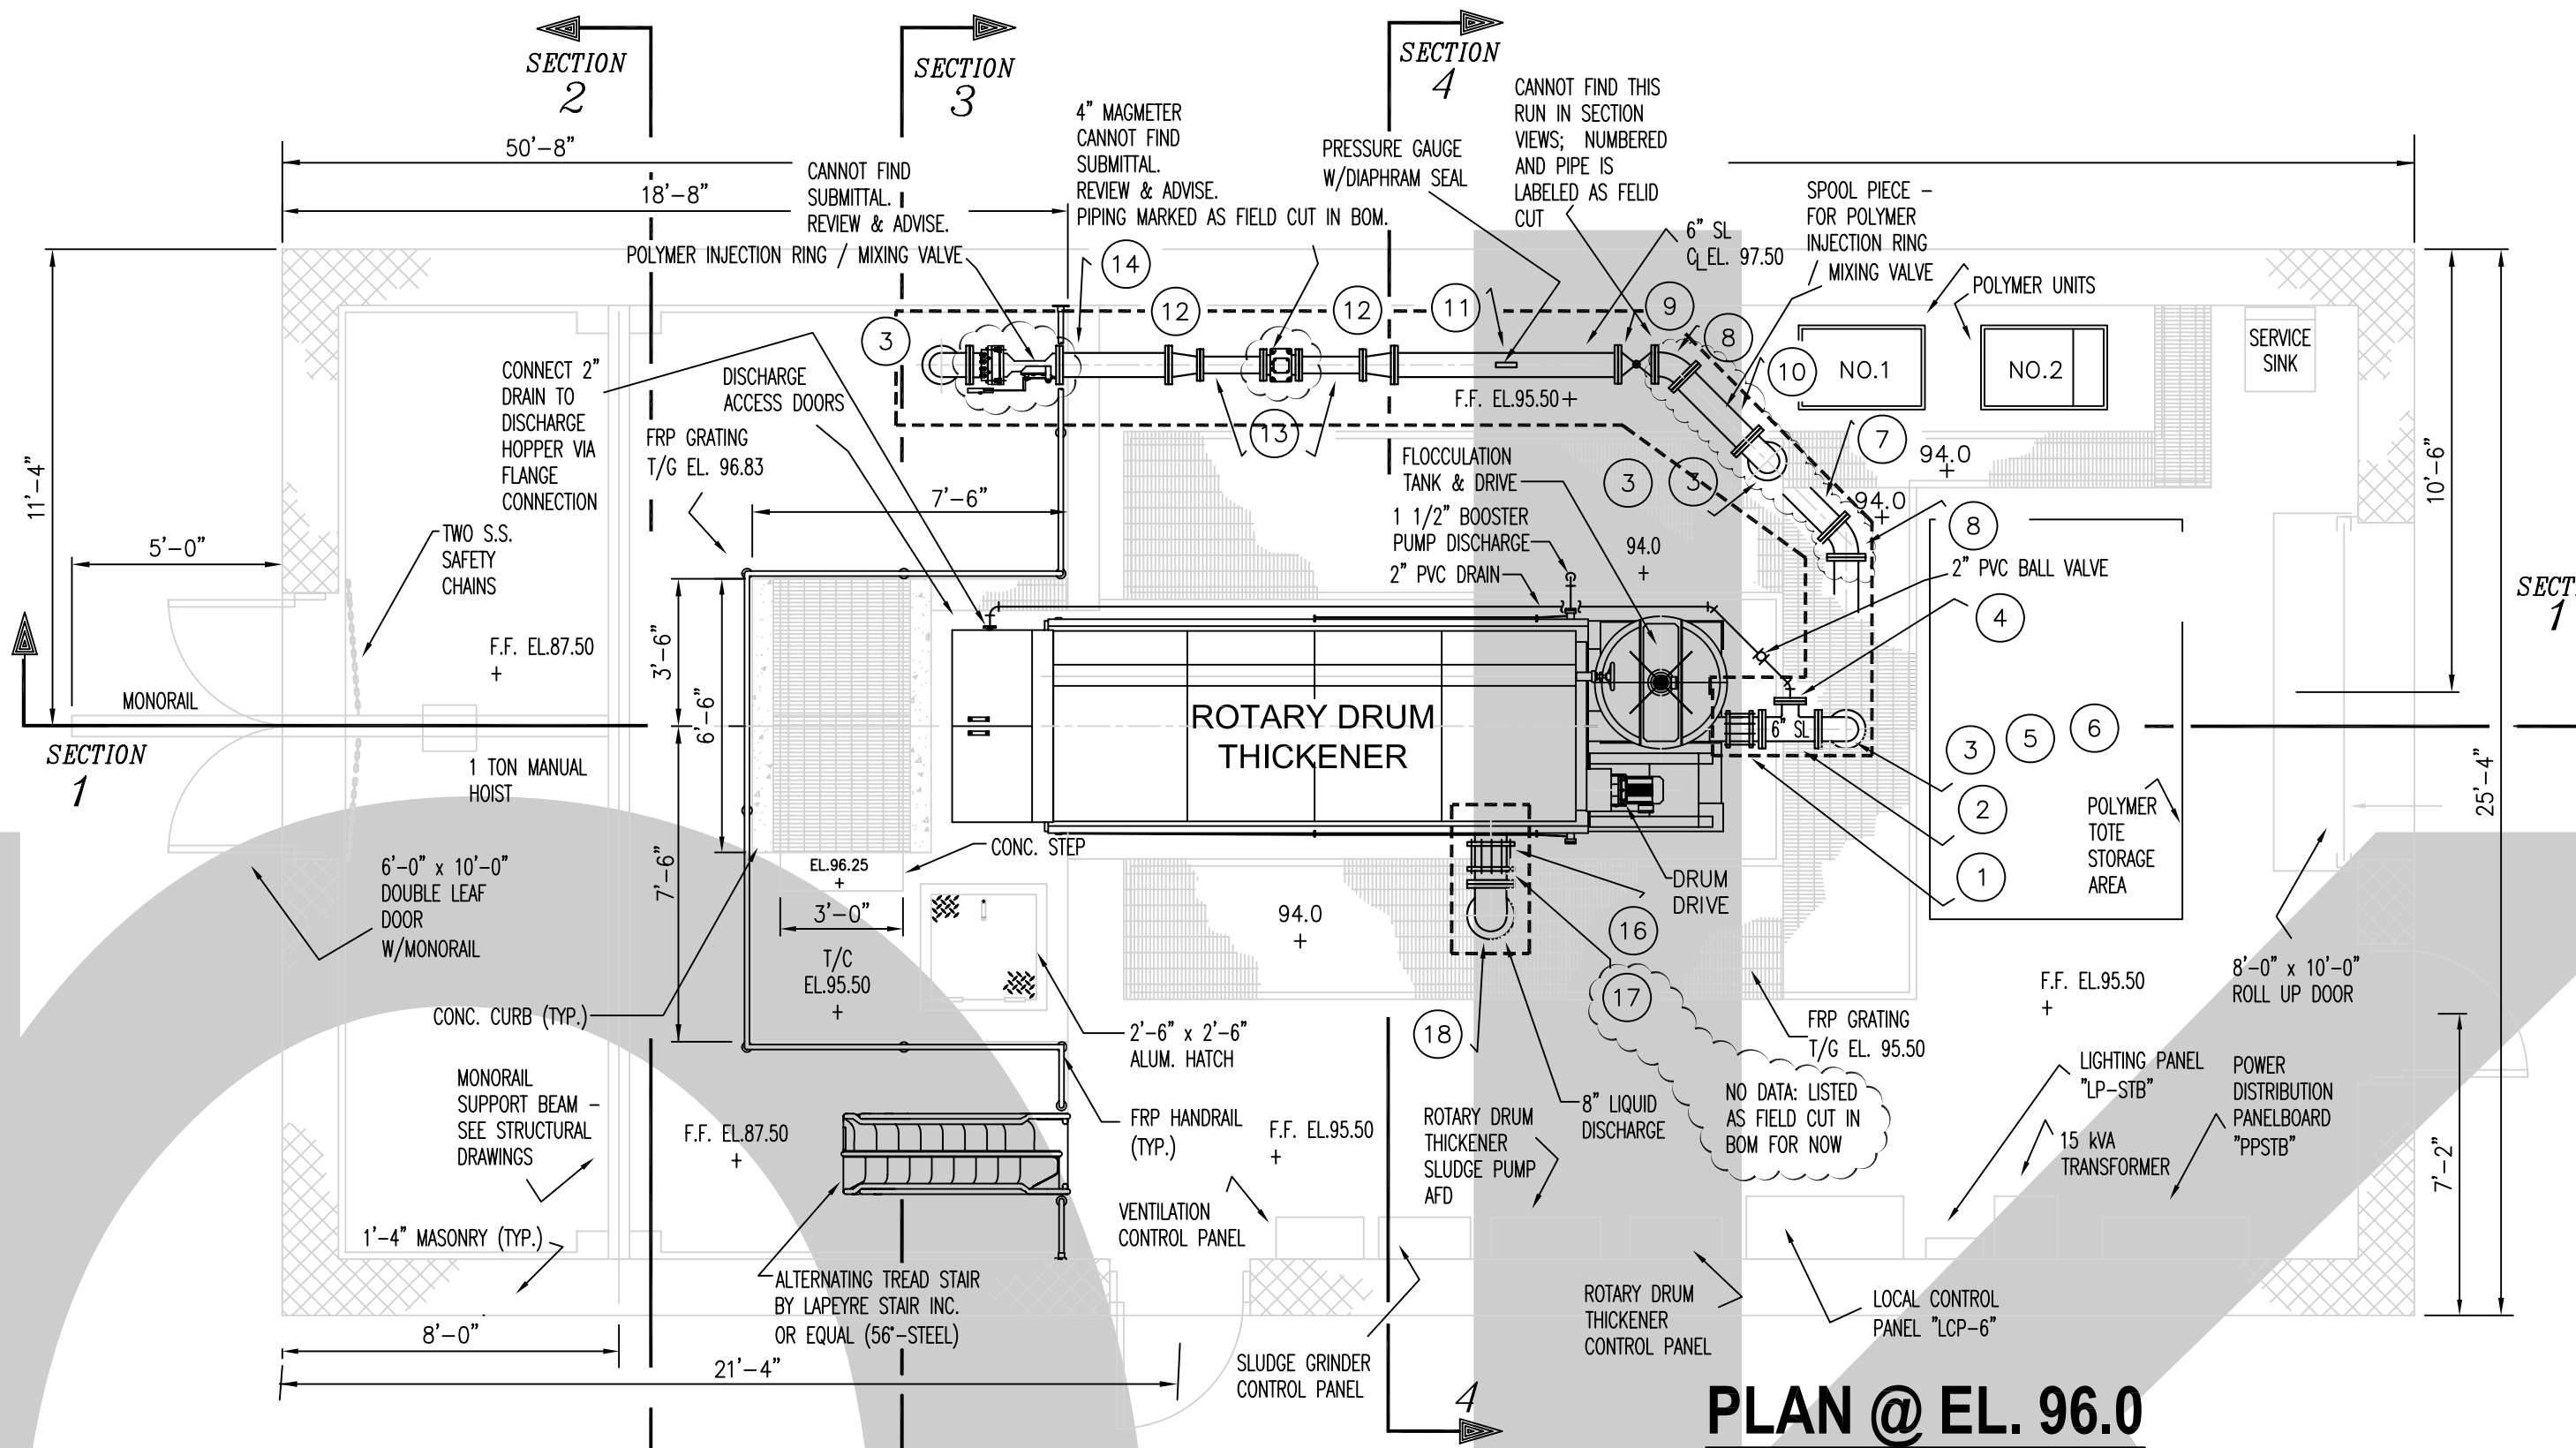 SECTION
2
SECTION
3
SECTION
4
50'-8"
18'-8"
CANNOT FIND
SUBMITTAL.
REVIEW & ADVISE.
POLYMER INJECTION RING / MIXING VALVE
4" MAGMETER
CANNOT FIND
SUBMITTAL.
REVIEW & ADVISE.
PIPING MARKED AS FIELD CUT IN BOM.
PRESSURE GAUGE
W/DIAPHRAM SEAL
CANNOT FIND THIS
RUN IN SECTION
VIEWS; NUMBERED
AND PIPE IS
LABELED AS FELID
CUT
6" SL
CL EL. 97.50
SPOOL PIECE -
FOR POLYMER
INJECTION RING
MIXING VALVE
POLYMER UNITS
NO.1
NO.2
SERVICE
SINK
14
12
12
11
9
8
10
3
13
7
F.F. EL.95.50
94.0
94.0
3
3
8
11'-4"
5'-0"
10'-6"
25'-4"
CONNECT 2"
DRAIN TO
DISCHARGE
HOPPER VIA
FLANGE
CONNECTION
DISCHARGE
ACCESS DOORS
FRP GRATING
T/G EL. 96.83
7'-6"
TWO S.S.
SAFETY
CHAINS
F.F. EL.87.50
MONORAIL
SECTION
1
1 TON MANUAL
HOIST
3'-6"
6'-6"
7'-6"
FLOCCULATION
TANK & DRIVE
1 1/2" BOOSTER
PUMP DISCHARGE
2" PVC DRAIN
94.0
2" PVC BALL VALVE
4
SECT
1
ROTARY DRUM
THICKENER
6" SL
3
5
6
2
1
POLYMER
TOTE
STORAGE
AREA
6'-0" x 10'-0"
DOUBLE LEAF
DOOR
W/MONORAIL
CONC. STEP
EL.96.25
3'-0"
T/C
EL.95.50
CONC. CURB (TYP.)
94.0
DRUM
DRIVE
16
17
18
2'-6" x 2'-6"
ALUM. HATCH
FRP GRATING
T/G EL. 95.50
F.F. EL.95.50
8'-0" x 10'-0"
ROLL UP DOOR
MONORAIL
SUPPORT BEAM -
SEE STRUCTURAL
DRAWINGS
F.F. EL.87.50
FRP HANDRAIL
(TYP.)
F.F. EL.95.50
8" LIQUID
DISCHARGE
NO DATA: LISTED
AS FIELD CUT IN
BOM FOR NOW
ROTARY DRUM
THICKENER
SLUDGE PUMP
AFD
LIGHTING PANEL
"LP-STB"
15 kVA
TRANSFORMER
POWER
DISTRIBUTION
PANELBOARD
"PPSTB"
7'-2"
1'-4" MASONRY (TYP.)
VENTILATION
CONTROL PANEL
ALTERNATING TREAD STAIR
BY LAPEYRE STAIR INC.
OR EQUAL (56°-STEEL)
8'-0"
21'-4"
SLUDGE GRINDER
CONTROL PANEL
ROTARY DRUM
THICKENER
CONTROL PANEL
LOCAL CONTROL
PANEL "LCP-6"
4
PLAN @ EL. 96.0